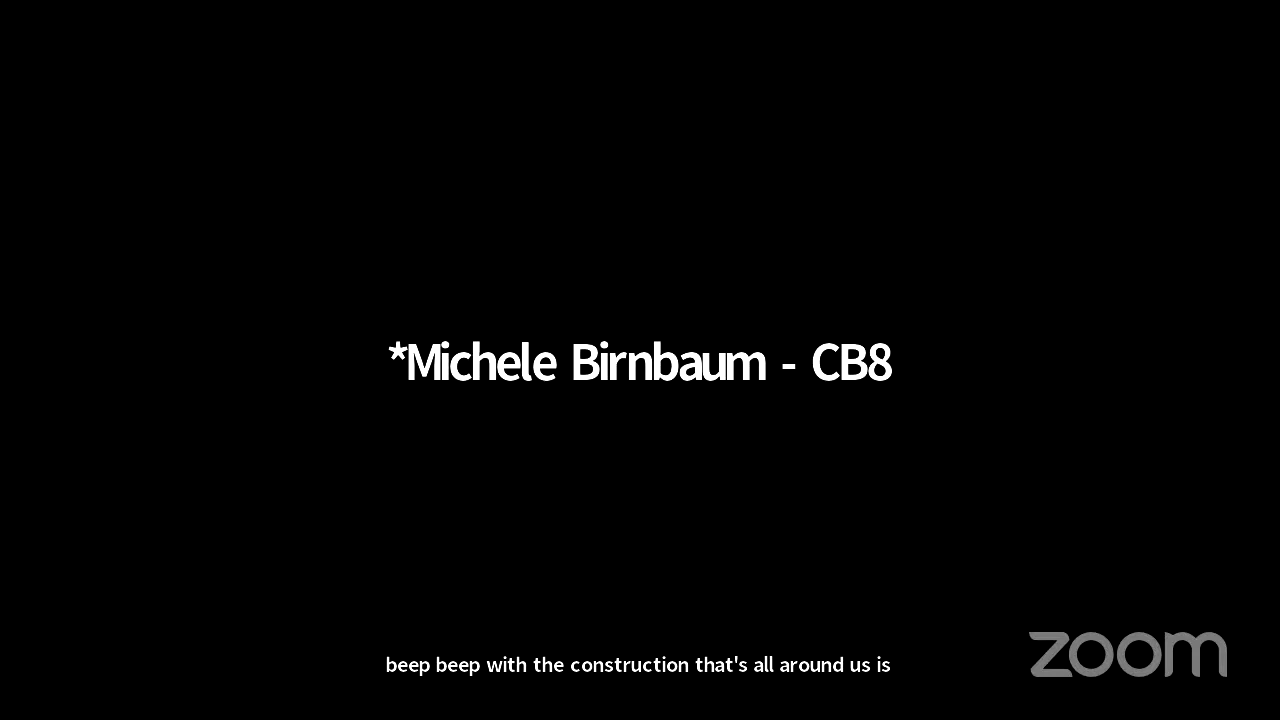 *Michele Birnbaum - CB8
beep beep with the construction that's all around us is
zoom